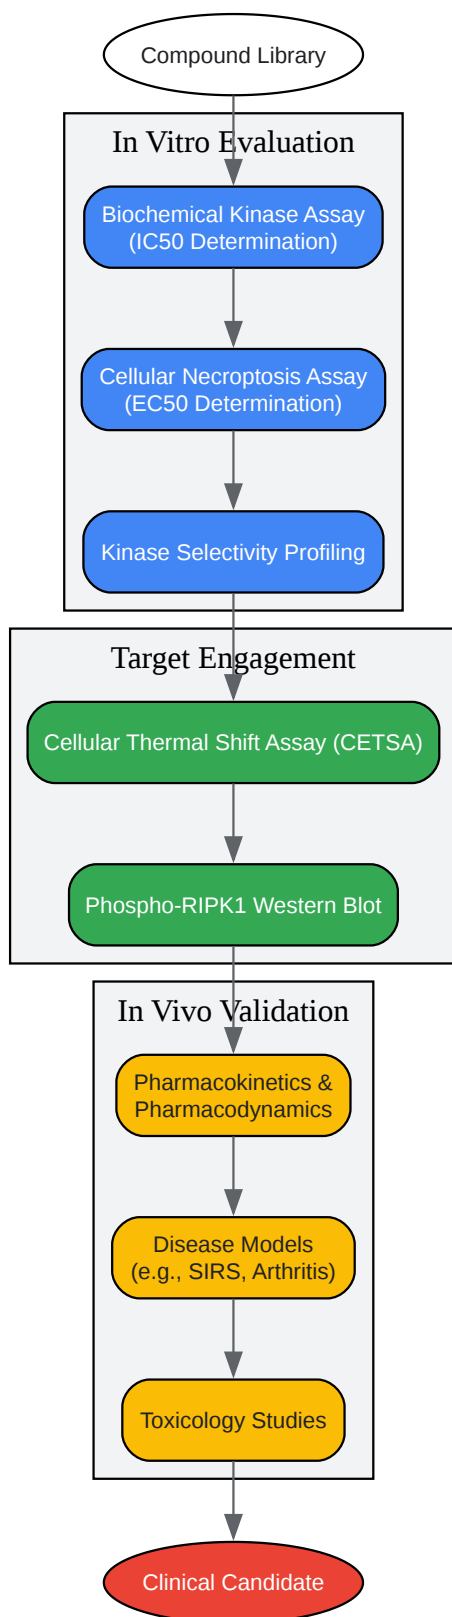 Compound Library
In Vitro Evaluation
Biochemical Kinase Assay
(IC50 Determination)
Cellular Necroptosis Assay
(EC50 Determination)
Kinase Selectivity Profiling
Target Engagement
Cellular Thermal Shift Assay (CETSA)
Phospho-RIPK1 Western Blot
In Vivo Validation
Pharmacokinetics &
Pharmacodynamics
Disease Models
(e.g., SIRS, Arthritis)
Toxicology Studies
Clinical Candidate